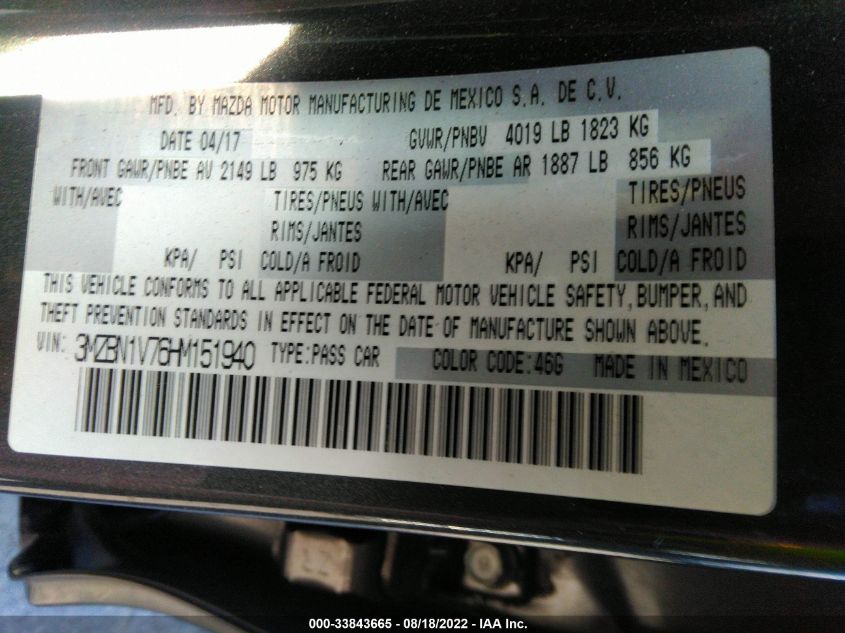 MFD. BY MAZDA MOTOR MANUFACTURING DE MEXICO S.A. DE C.V.
DATE 04/17 GVWR/PNBV 4019 LB 1823 KG
FRONT GAWR/PNBE AV 2149 LB 975 KG REAR GAWR/PNBE AR 1887 LB 856 KG
WITH/AVEC TIRES/PNEUS WITH/AVEC TIRES/PNEUS
RIMS/JANTES RIMS/JANTES
KPA/ PSI COLD/A FROID KPA/ PSI COLD/A FROID
THIS VEHICLE CONFORMS TO ALL APPLICABLE FEDERAL MOTOR VEHICLE SAFETY, BUMPER, AND
THEFT PREVENTION STANDARDS IN EFFECT ON THE DATE OF MANUFACTURE SHOWN ABOVE.
VIN: 3MZBN1V76HM151940 TYPE:PASS CAR COLOR CODE:46G MADE IN MEXICO
000-33843665 - 08/18/2022 - IAA Inc.